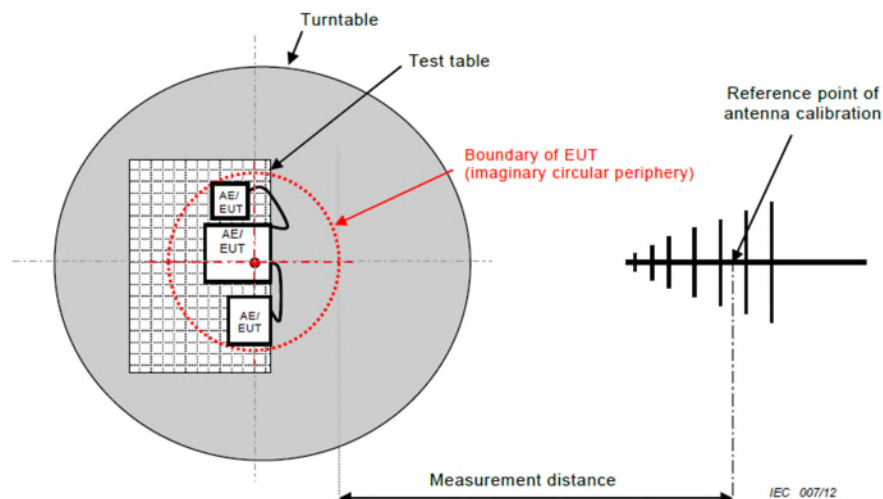 Turntable
Test table
Reference point of
antenna calibration
Boundary of EUT
(imaginary circular periphery)
AE/
EUT
AE/
EUT
AE/
EUT
Measurement distance
IEC 007/12